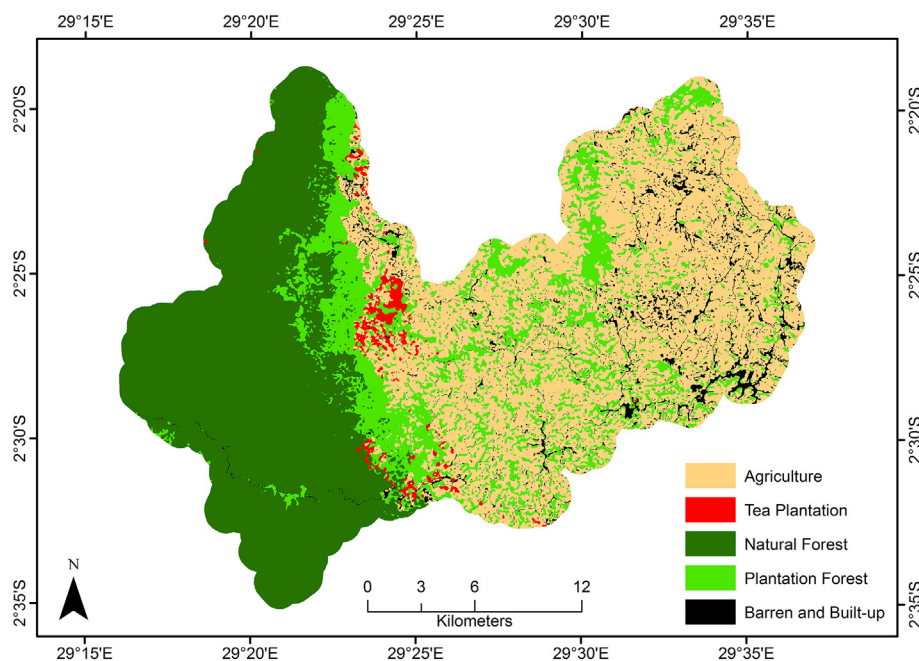 29°15'E 29°20'E 29°25'E 29°30'E 29°35'E
2°20'S 2°20'S
2°25'S 2°25'S
2°30'S 2°30'S
2°35'S 2°35'S
Agriculture
Tea Plantation
Natural Forest
Plantation Forest
Barren and Built-up
N
0 3 6 12
Kilometers
29°15'E 29°20'E 29°25'E 29°30'E 29°35'E